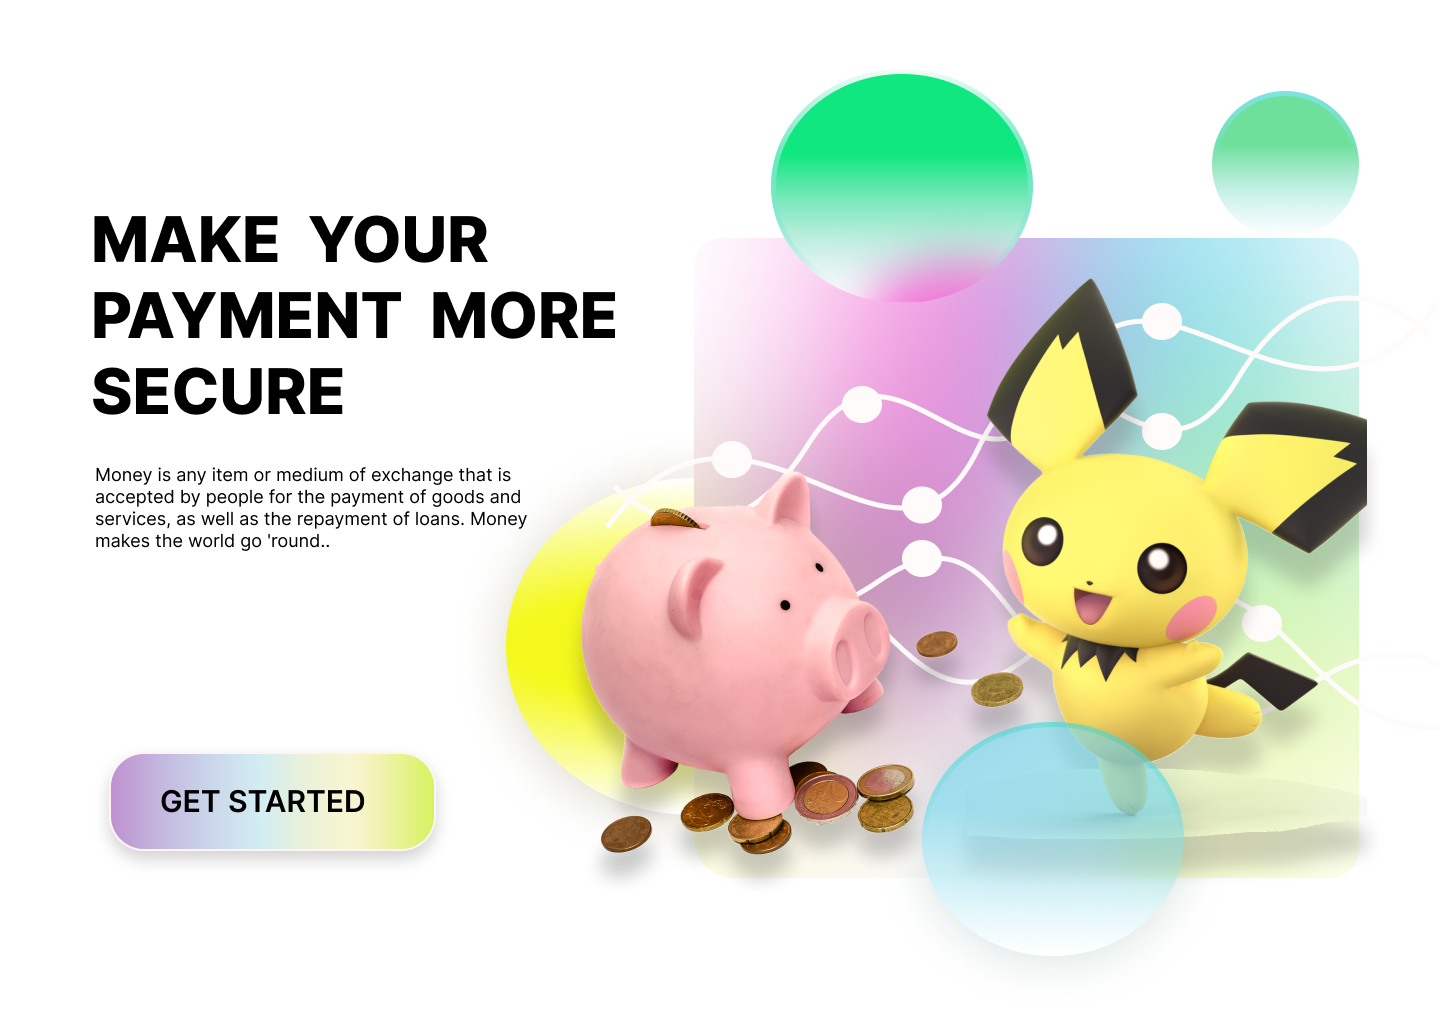 MAKE YOUR
PAYMENT MORE
SECURE
Money is any item or medium of exchange that is
accepted by people for the payment of goods and
services, as well as the repayment of loans. Money
makes the world go 'round..
GET STARTED